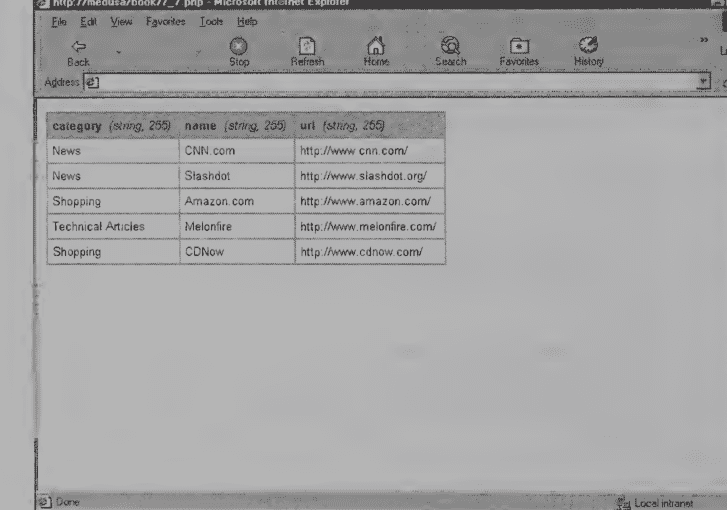 http://medusa/book/7_7.php - Microsoft Internet Explorer
File Edit View Favorites Tools Help
Back Stop Refresh Home Search Favorites History »
Address
category (string, 255) name (string, 255) url (string, 255)
News CNN.com http://www.cnn.com/
News Slashdot http://www.slashdot.org/
Shopping Amazon.com http://www.amazon.com/
Technical Articles Melonfire http://www.melonfire.com/
Shopping CDNow http://www.cdnow.com/
Done Local intranet